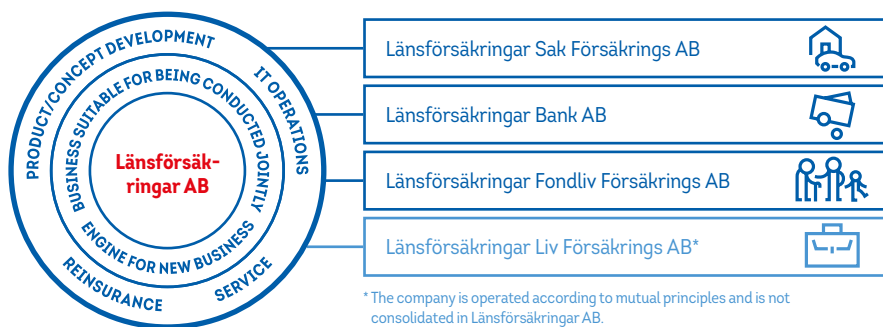 PRODUCT/CONCEPT DEVELOPMENT
IT OPERATIONS
SERVICE
REINSURANCE
BUSINESS SUITABLE FOR BEING CONDUCTED JOINTLY
ENGINE FOR NEW BUSINESS
Länsförsäk-
ringar AB
Länsförsäkringar Sak Försäkrings AB
Länsförsäkringar Bank AB
Länsförsäkringar Fondliv Försäkrings AB
Länsförsäkringar Liv Försäkrings AB*
* The company is operated according to mutual principles and is not
consolidated in Länsförsäkringar AB.